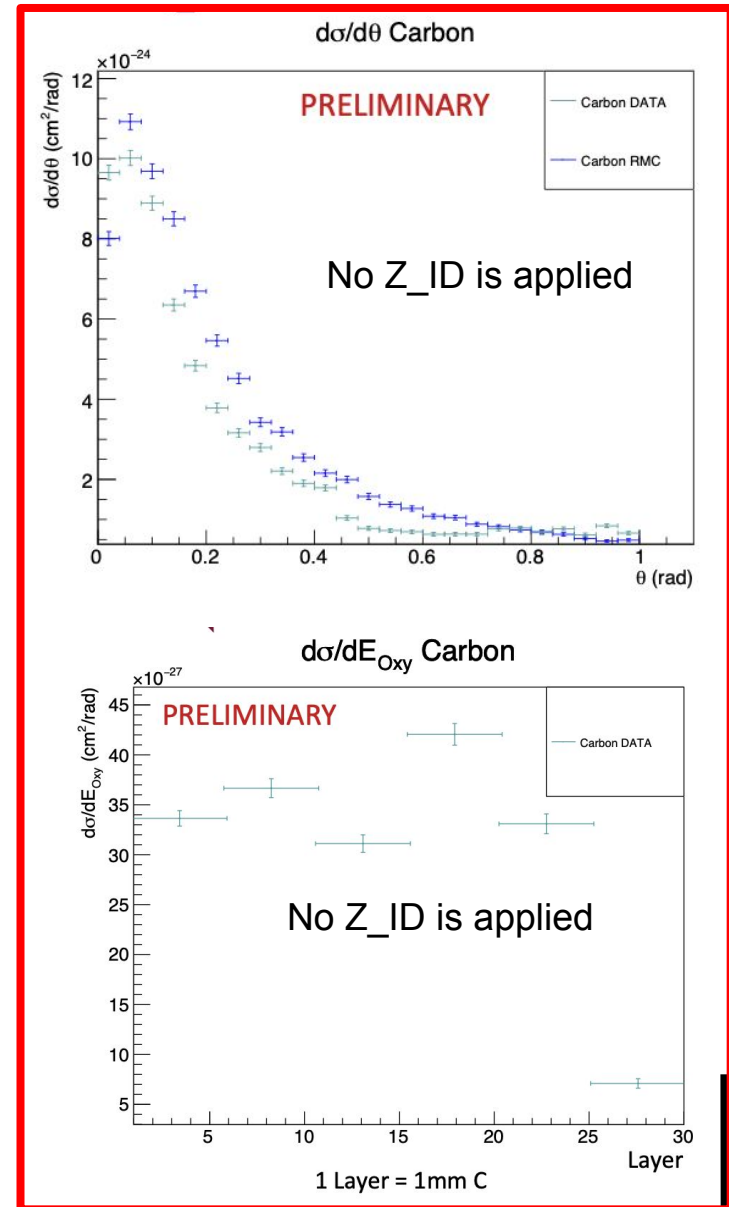 dσ/dθ Carbon
×10⁻²⁴
dσ/dθ (cm²/rad)
PRELIMINARY
Carbon DATA
Carbon RMC
No Z_ID is applied
12
10
8
6
4
2
0 0.2 0.4 0.6 0.8 1
θ (rad)
dσ/dE_Oxy Carbon
×10⁻²⁷
dσ/dE_Oxy (cm²/rad)
PRELIMINARY
Carbon DATA
No Z_ID is applied
45
40
35
30
25
20
15
10
5
5 10 15 20 25 30
Layer
1 Layer = 1mm C